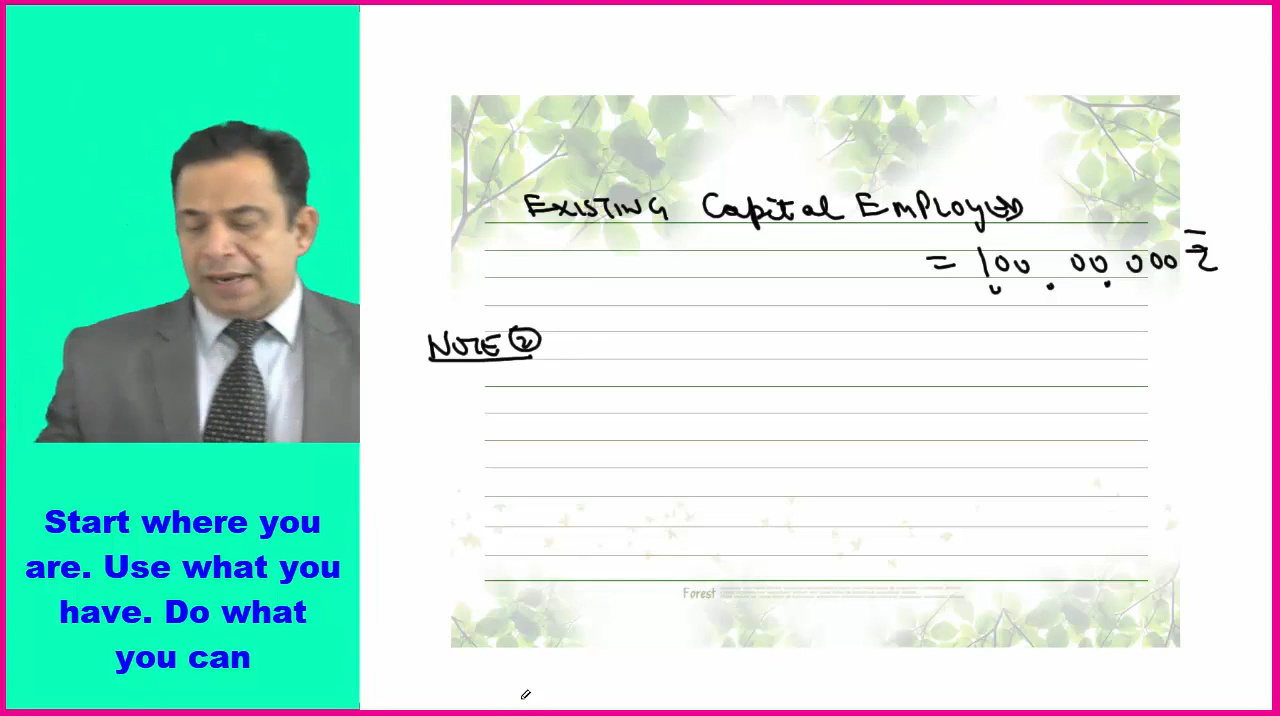 EXISTING Capital EMPLOYED
= 100 00 000
NOTE ②
Forest
Start where you
are. Use what you
have. Do what
you can